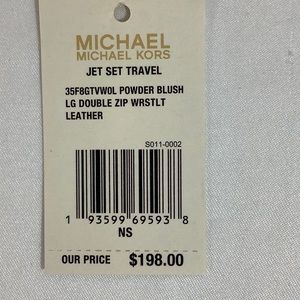 MICHAEL
MICHAEL KORS
JET SET TRAVEL
35F8GTVW0L POWDER BLUSH
LG DOUBLE ZIP WRSTLT
LEATHER
S011-0002
1 93599 69593 8
NS
OUR PRICE $198.00